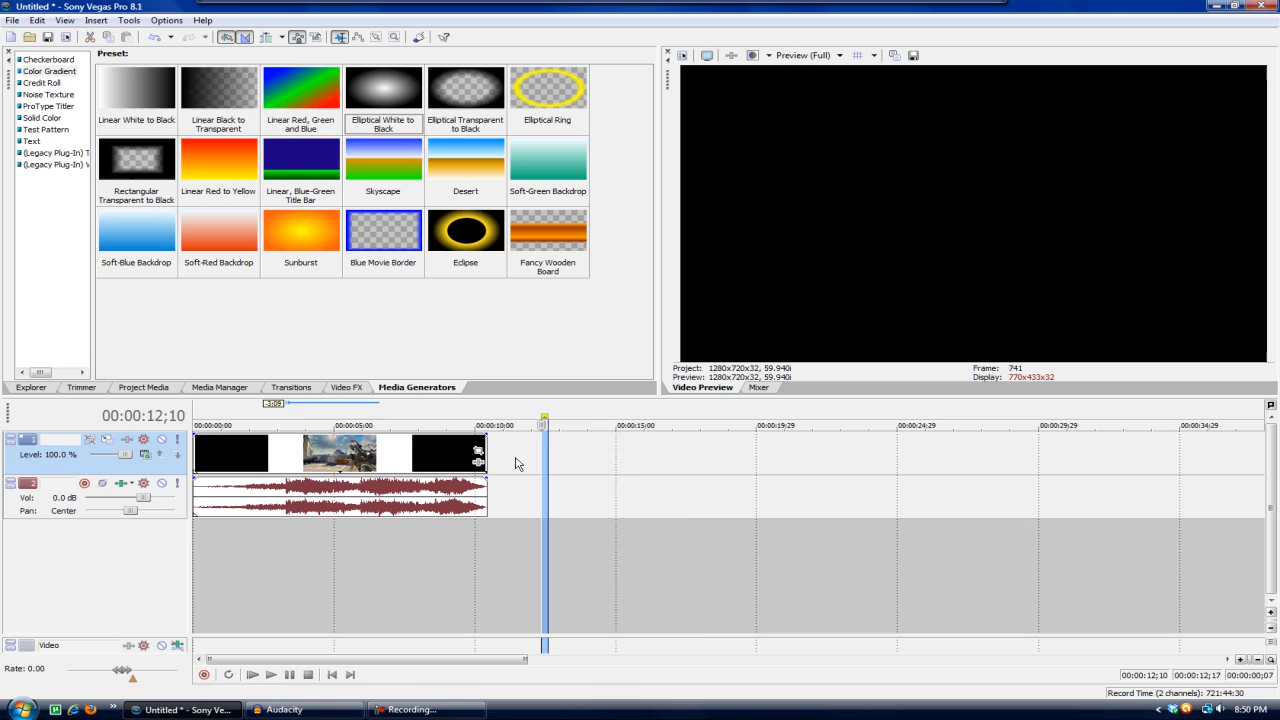 Untitled * - Sony Vegas Pro 8.1
File Edit View Insert Tools Options Help
Checkerboard
Color Gradient
Credit Roll
Noise Texture
ProType Titler
Solid Color
Test Pattern
Text
(Legacy Plug-In) T
(Legacy Plug-In)
Preset:
Linear White to Black
Linear Black to
Transparent
Linear Red, Green
and Blue
Elliptical White to
Black
Elliptical Transparent
to Black
Elliptical Ring
Rectangular
Transparent to Black
Linear Red to Yellow
Linear, Blue-Green
Title Bar
Skyscape
Desert
Soft-Green Backdrop
Soft-Blue Backdrop
Soft-Red Backdrop
Sunburst
Blue Movie Border
Eclipse
Fancy Wooden
Board
Explorer Trimmer Project Media Media Manager Transitions Video FX Media Generators
Preview (Full)
Project: 1280x720x32, 59.940i
Preview: 1280x720x32, 59.940i
Frame: 741
Display: 770x433x32
Video Preview Mixer
00:00:12;10
-3:09
00:00:00;00 00:00:05;00 00:00:10;00 00:00:15;00 00:00:19;29 00:00:24;29 00:00:29;29 00:00:34;29
1
Level: 100.0 %
2
Vol: 0.0 dB
Pan: Center
Video
Rate: 0.00
00:00:12;10 00:00:12;17 00:00:00;07
Record Time (2 channels): 721:44:30
Untitled * - Sony Ve... Audacity Recording... 8:50 PM